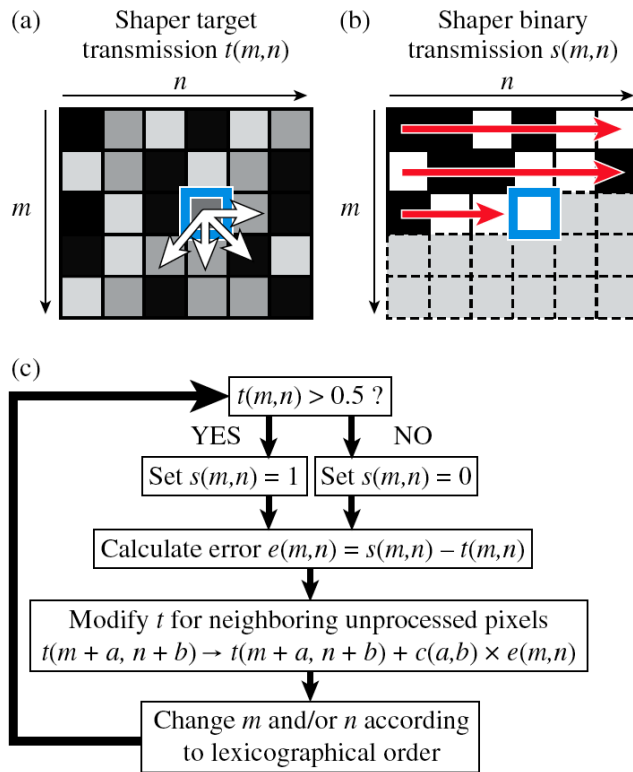 (a) Shaper target
transmission t(m,n)
n
m
(b) Shaper binary
transmission s(m,n)
n
m
(c)
t(m,n) > 0.5 ?
YES NO
Set s(m,n) = 1 Set s(m,n) = 0
Calculate error e(m,n) = s(m,n) – t(m,n)
Modify t for neighboring unprocessed pixels
t(m + a, n + b) → t(m + a, n + b) + c(a,b) × e(m,n)
Change m and/or n according
to lexicographical order